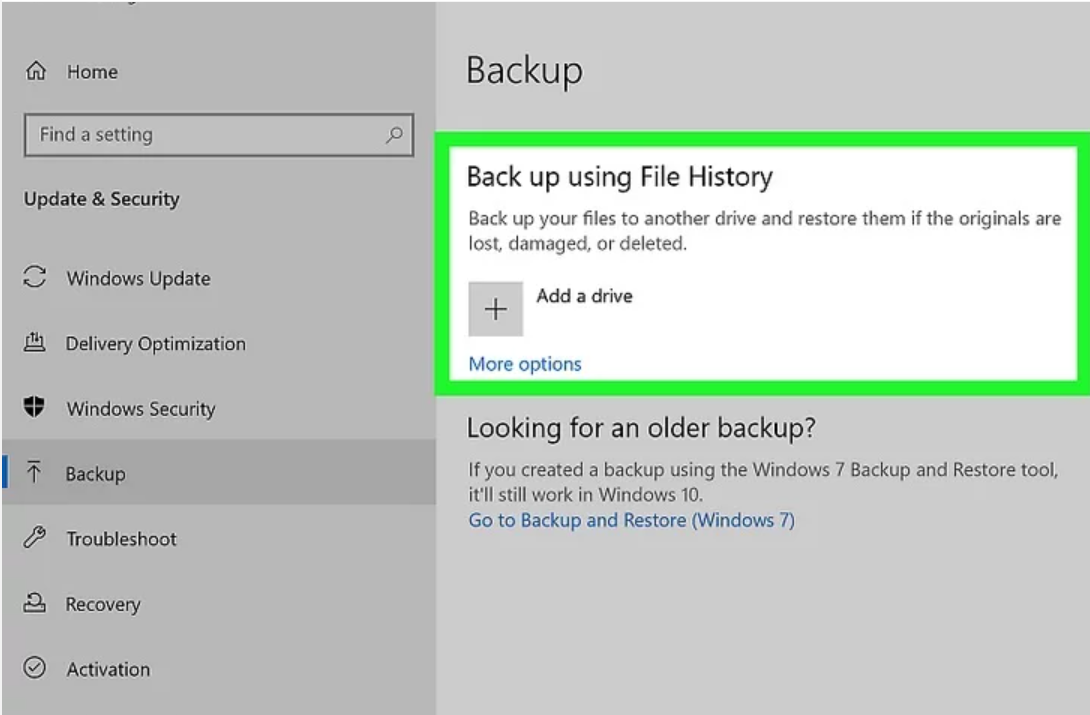 Home
Find a setting
Update & Security
Windows Update
Delivery Optimization
Windows Security
Backup
Troubleshoot
Recovery
Activation
Backup
Back up using File History
Back up your files to another drive and restore them if the originals are
lost, damaged, or deleted.
Add a drive
More options
Looking for an older backup?
If you created a backup using the Windows 7 Backup and Restore tool,
it'll still work in Windows 10.
Go to Backup and Restore (Windows 7)